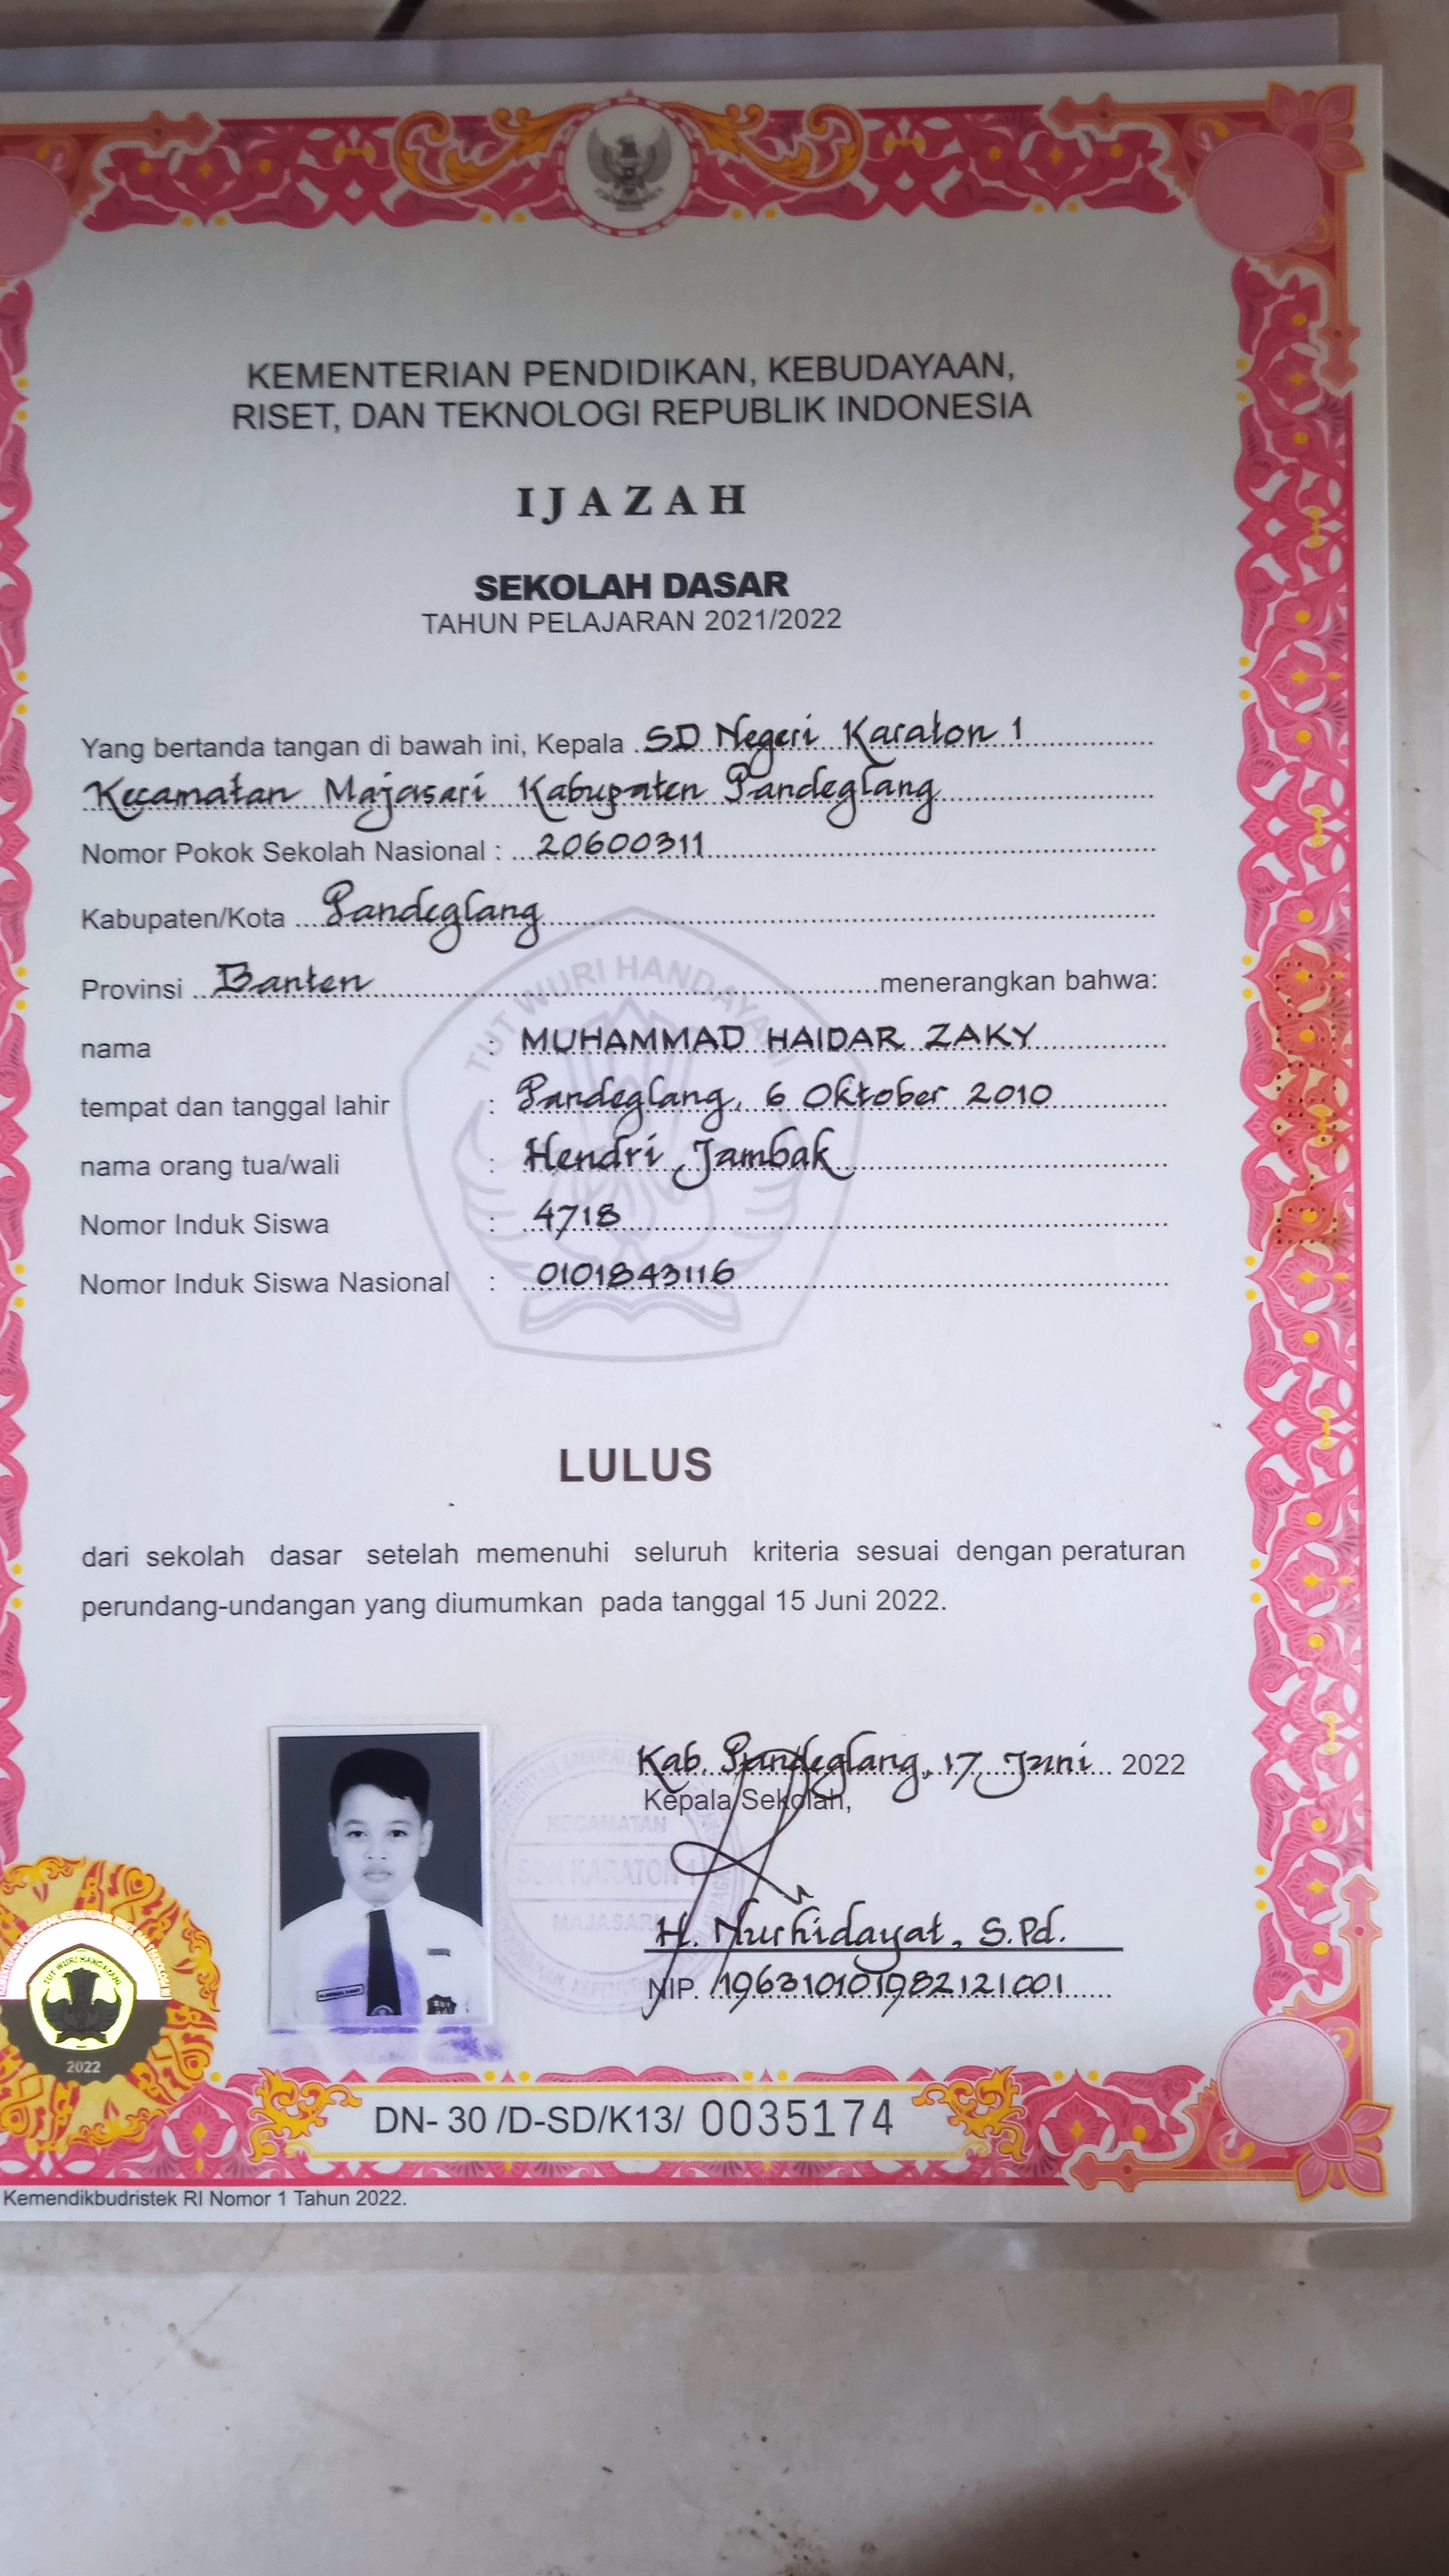 KEMENTERIAN PENDIDIKAN, KEBUDAYAAN,
RISET, DAN TEKNOLOGI REPUBLIK INDONESIA
IJAZAH
SEKOLAH DASAR
TAHUN PELAJARAN 2021/2022
Yang bertanda tangan di bawah ini, Kepala SD Negeri Karaton 1
Kecamatan Majasari Kabupaten Pandeglang
Nomor Pokok Sekolah Nasional : 20600311
Kabupaten/Kota Pandeglang
Provinsi Banten menerangkan bahwa:
TUT WURI HANDAYANI
nama : MUHAMMAD HAIDAR ZAKY
tempat dan tanggal lahir : Pandeglang, 6 Oktober 2010
nama orang tua/wali : Hendri Jambak
Nomor Induk Siswa : 4718
Nomor Induk Siswa Nasional : 0101843116
LULUS
dari sekolah dasar setelah memenuhi seluruh kriteria sesuai dengan peraturan
perundang-undangan yang diumumkan pada tanggal 15 Juni 2022.
Kab. Pandeglang, 17 Juni 2022
Kepala Sekolah,
KECAMATAN
SDN KARATON 1
MAJASARI
H. Nurhidayat, S.Pd.
NIP. 196310101982121001
TUT WURI HANDAYANI
2022
DN- 30 /D-SD/K13/ 0035174
Kemendikbudristek RI Nomor 1 Tahun 2022.